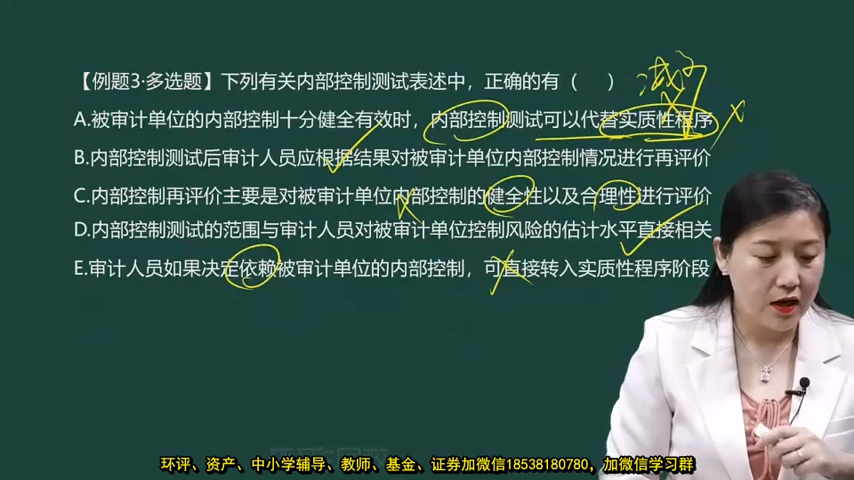 【例题3·多选题】下列有关内部控制测试表述中，正确的有（ ）
减少
A.被审计单位的内部控制十分健全有效时，内部控制测试可以代替实质性程序
B.内部控制测试后审计人员应根据结果对被审计单位内部控制情况进行再评价
C.内部控制再评价主要是对被审计单位内部控制的健全性以及合理性进行评价
D.内部控制测试的范围与审计人员对被审计单位控制风险的估计水平直接相关
E.审计人员如果决定依赖被审计单位的内部控制，可直接转入实质性程序阶段
环评、资产、中小学辅导、教师、基金、证券加微信18538180780，加微信学习群